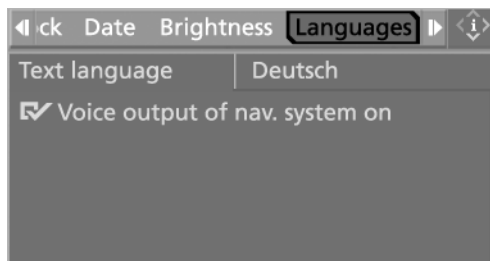 ck Date Brightness Languages
Text language Deutsch
Voice output of nav. system on